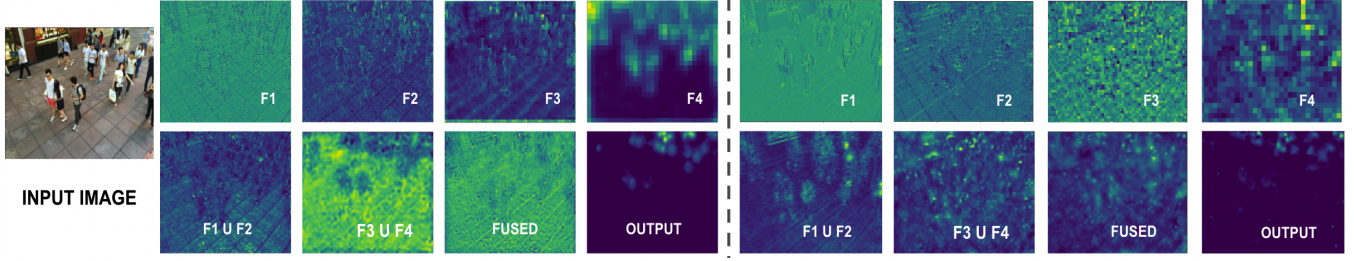 F1
F2
F3
F4
F1
F2
F3
F4
INPUT IMAGE
F1 U F2
F3 U F4
FUSED
OUTPUT
F1 U F2
F3 U F4
FUSED
OUTPUT